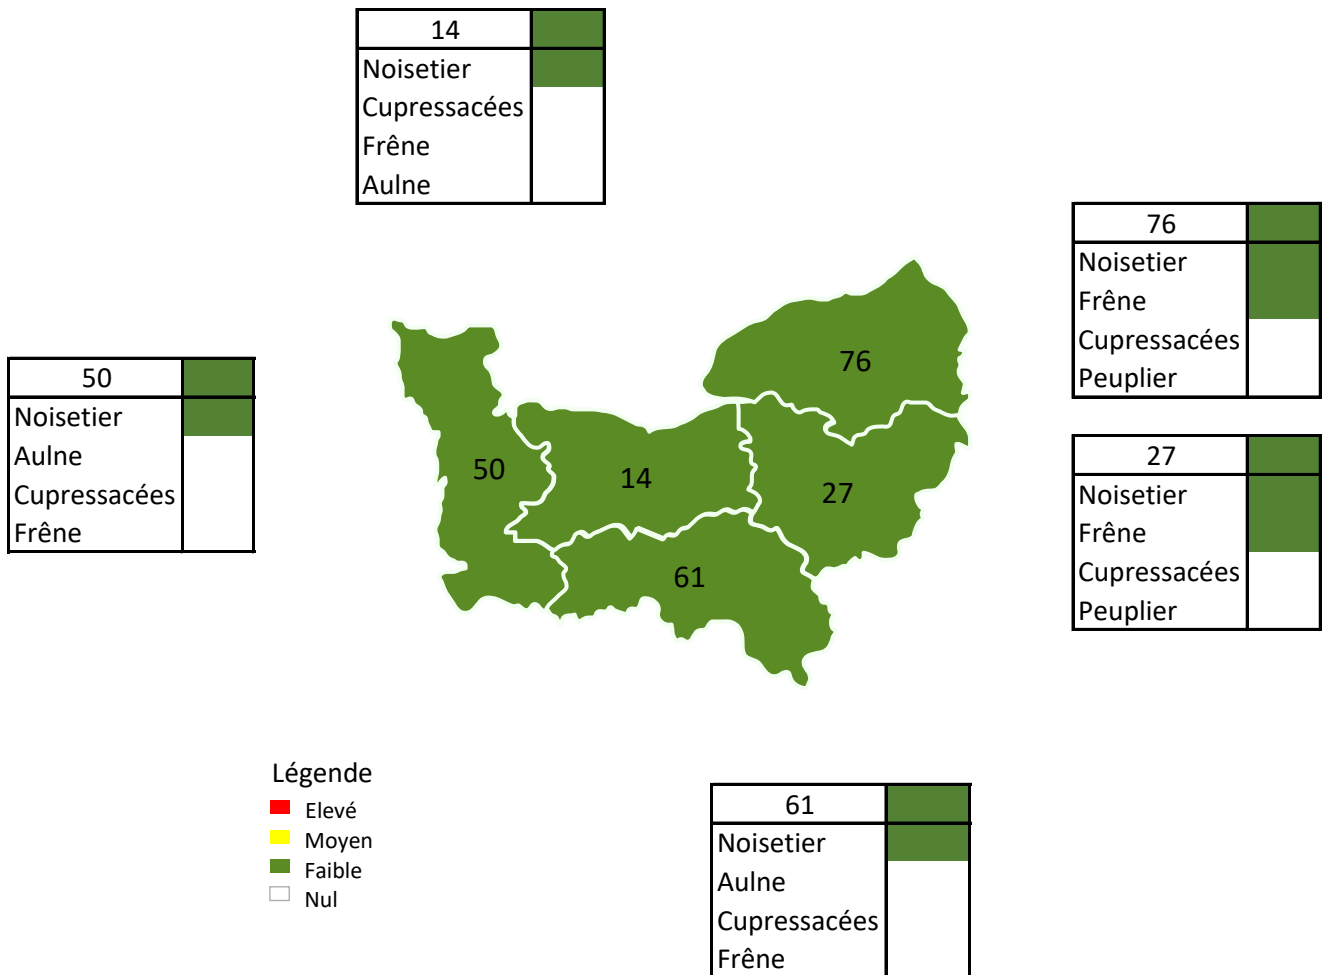 14
Noisetier
Cupressacées
Frêne
Aulne
76
Noisetier
Frêne
Cupressacées
Peuplier
50
Noisetier
Aulne
Cupressacées
Frêne
76
50
14
27
61
27
Noisetier
Frêne
Cupressacées
Peuplier
Légende
Elevé
Moyen
Faible
Nul
61
Noisetier
Aulne
Cupressacées
Frêne